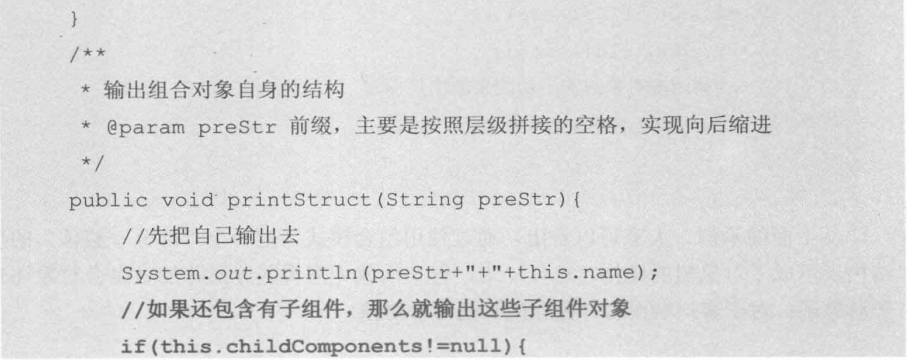 }
/**
* 输出组合对象自身的结构
* @param preStr 前缀，主要是按照层级拼接的空格，实现向后缩进
*/
public void printStruct(String preStr){
//先把自己输出去
System.out.println(preStr+"+"+this.name);
//如果还包含有子组件，那么就输出这些子组件对象
if(this.childComponents!=null){